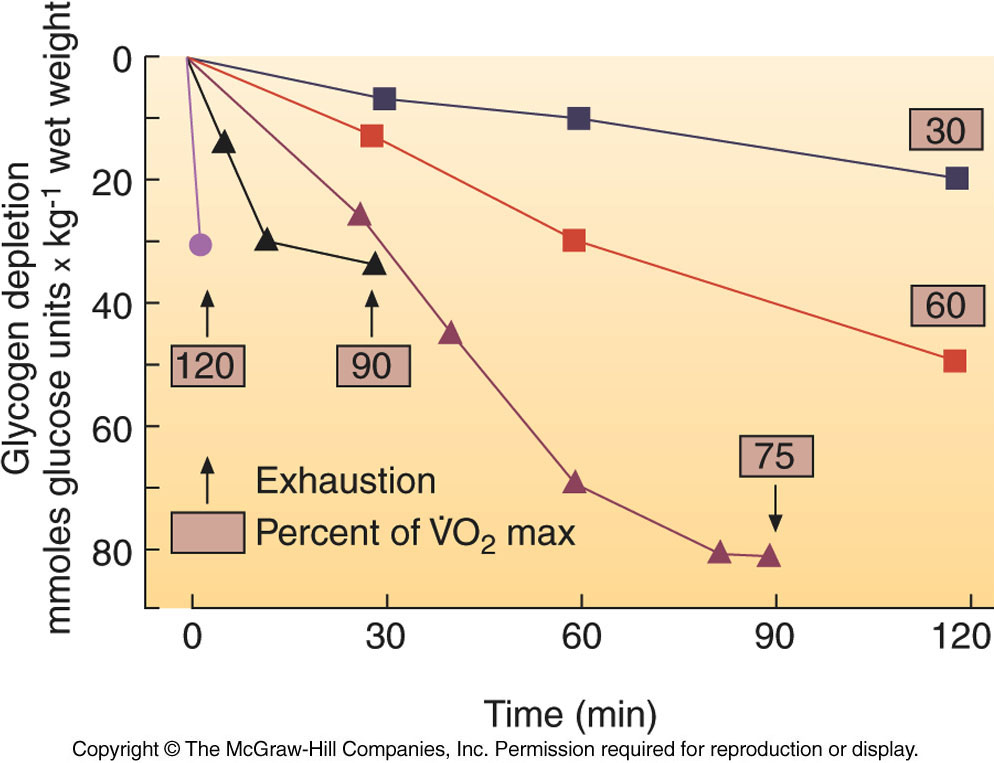 Glycogen depletion
mmoles glucose units x kg-1 wet weight
0
20
40
60
80
30
60
120
90
75
Exhaustion
Percent of V̇O2 max
0
30
60
90
120
Time (min)
Copyright © The McGraw-Hill Companies, Inc. Permission required for reproduction or display.